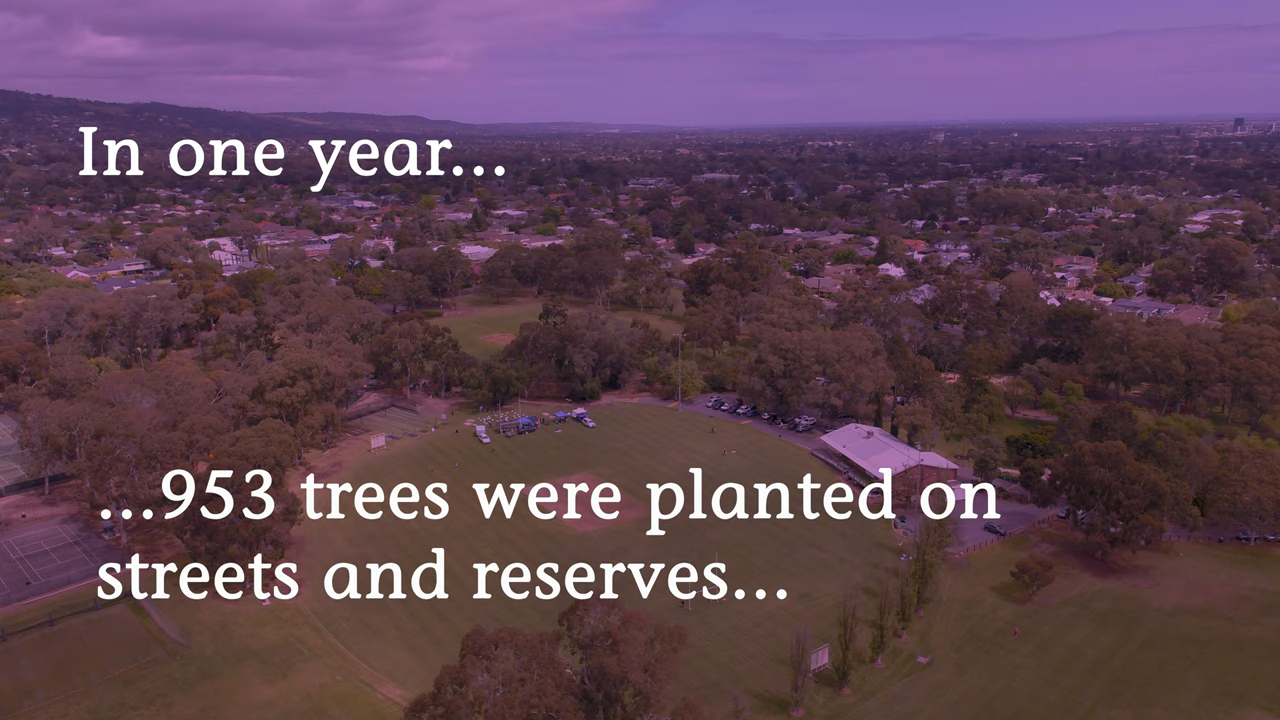 In one year...
...953 trees were planted on
streets and reserves...